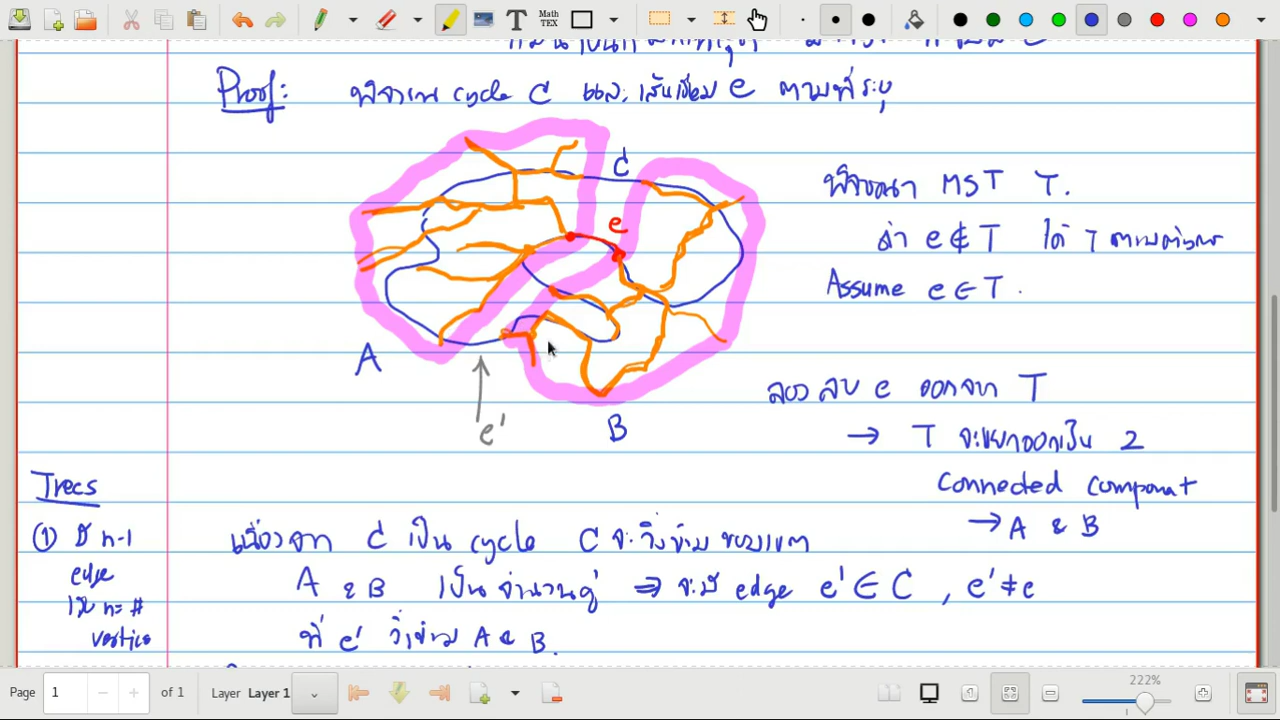 Proof: พิจารณา cycle C และเส้นเชื่อม e ตามที่ระบุ
C
e
A
e'
B
พิจารณา MST T.
ถ้า e ∉ T ได้ T ตามต้องการ
Assume e ∈ T.
ลองลบ e ออกจาก T
→ T จะแยกออกเป็น 2
Connected Component
→ A & B
Trees
① มี n-1
edge
เมื่อ n = #
vertice
เนื่องจาก C เป็น cycle C จะวิ่งข้ามขอบเขต
A & B เป็นจำนวนคู่ ⇒ จะมี edge e' ∈ C , e' ≠ e
ที่ e' วิ่งข้าม A & B.
Page 1 of 1 Layer Layer 1 222%
Math
TEX
T